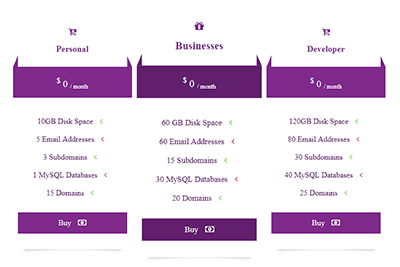 Personal
$ 0 / month
10GB Disk Space
5 Email Addresses
3 Subdomains
1 MySQL Databases
15 Domains
Buy
Businesses
$ 0 / month
60 GB Disk Space
60 Email Addresses
15 Subdomains
30 MySQL Databases
20 Domains
Buy
Developer
$ 0 / month
120GB Disk Space
80 Email Addresses
30 Subdomains
40 MySQL Databases
25 Domains
Buy